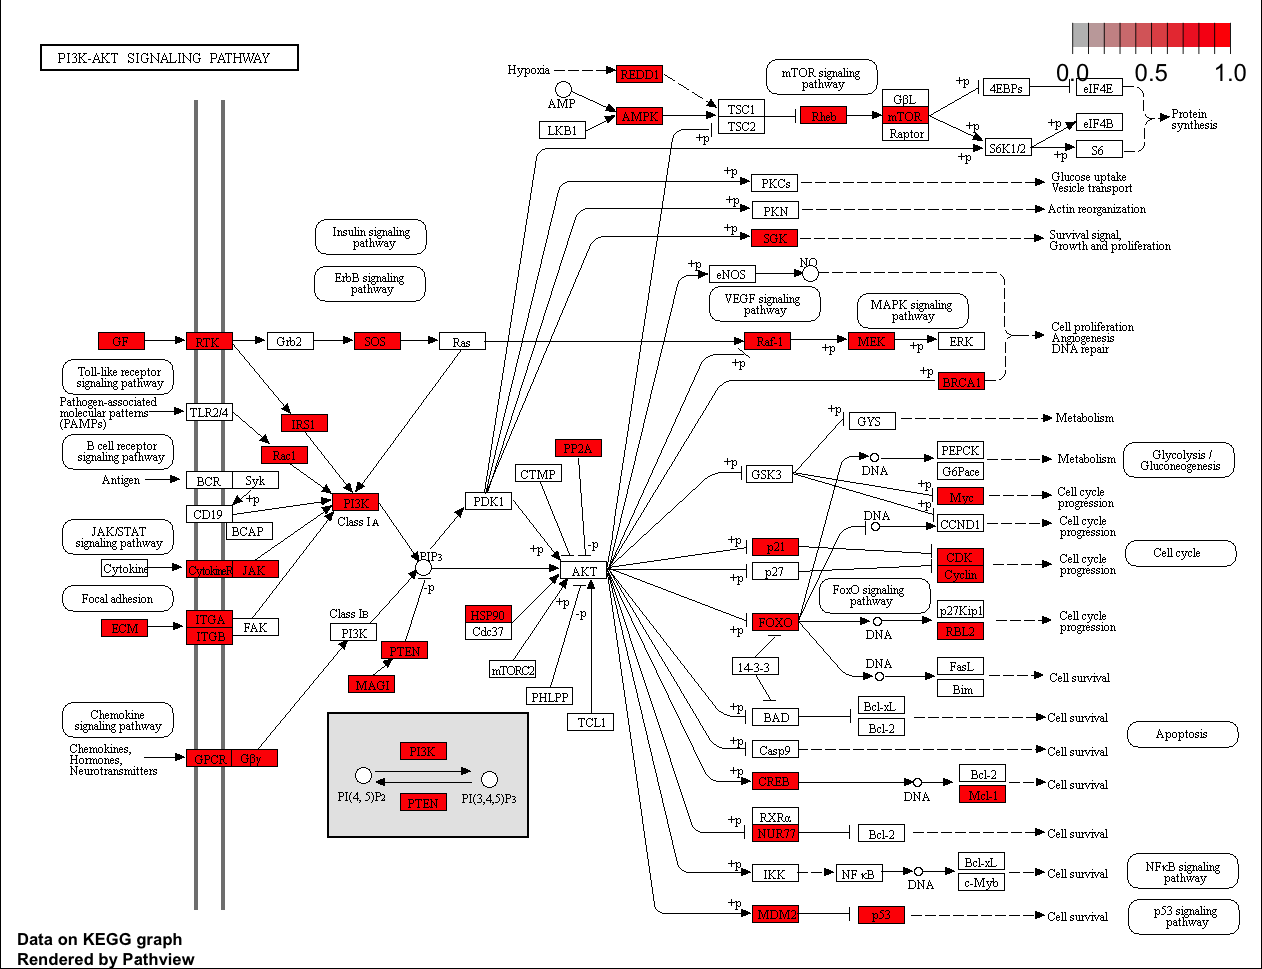 PI3K-AKT SIGNALING PATHWAY
0.0 0.5 1.0
Hypoxia
REDD1
mTOR signaling
pathway
AMP
AMPK
LKB1
TSC1
TSC2
+p
Rheb
GβL
mTOR
Raptor
+p
4EBPs
eIF4E
+p
S6K1/2
+p
+p
eIF4B
+p
S6
Protein
synthesis
+p
PKCs
Glucose uptake
Vesicle transport
+p
PKN
Actin reorganization
+p
SGK
Survival signal,
Growth and proliferation
Insulin signaling
pathway
ErbB signaling
pathway
+p
eNOS
NO
VEGF signaling
pathway
MAPK signaling
pathway
GF
RTK
Grb2
SOS
Ras
Raf-1
+p
MEK
+p
ERK
+p
+p
BRCA1
Cell proliferation
Angiogenesis
DNA repair
Toll-like receptor
signaling pathway
Pathogen-associated
molecular patterns
(PAMPs)
TLR2/4
IRS1
Rac1
B cell receptor
signaling pathway
Antigen
BCR
Syk
+p
CD19
BCAP
PI3K
Class IA
JAK/STAT
signaling pathway
Cytokine
CytokineR
JAK
Focal adhesion
ECM
ITGA
ITGB
FAK
Chemokine
signaling pathway
Chemokines,
Hormones,
Neurotransmitters
GPCR
Gβγ
PIP3
-p
Class IB
PI3K
PTEN
MAGI
PDK1
CTMP
PP2A
+p
-p
AKT
HSP90
Cdc37
+p
-p
mTORC2
PHLPP
TCL1
PI3K
PI(4, 5)P2
PI(3,4,5)P3
PTEN
+p
GSK3
+p
GYS
Metabolism
DNA
PEPCK
G6Pace
Metabolism
Glycolysis /
Gluconeogenesis
+p
Myc
Cell cycle
progression
+p
DNA
CCND1
Cell cycle
progression
+p
p21
+p
p27
CDK
Cyclin
Cell cycle
progression
Cell cycle
FoxO signaling
pathway
+p
FOXO
DNA
p27Kip1
RBL2
Cell cycle
progression
14-3-3
DNA
FasL
Bim
Cell survival
+p
BAD
Bcl-xL
Bcl-2
Cell survival
Apoptosis
+p
Casp9
Cell survival
+p
CREB
DNA
Bcl-2
Mcl-1
Cell survival
+p
RXRα
NUR77
Bcl-2
Cell survival
+p
IKK
NFκB
DNA
Bcl-xL
c-Myb
Cell survival
NFκB signaling
pathway
+p
MDM2
p53
Cell survival
p53 signaling
pathway
Data on KEGG graph
Rendered by Pathview